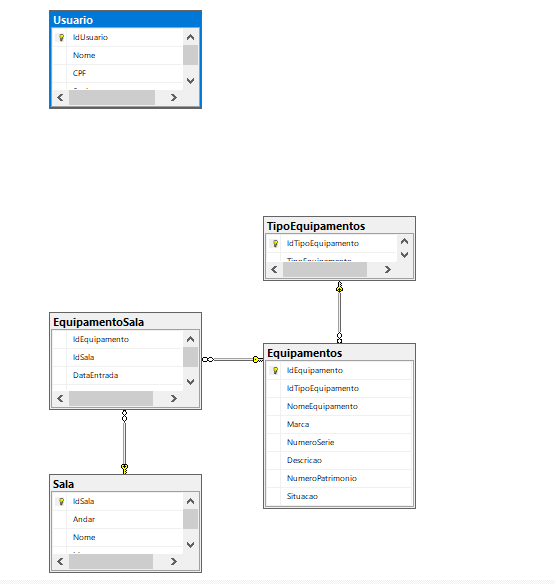 Usuario
IdUsuario
Nome
CPF
TipoEquipamentos
IdTipoEquipamento
TipoEquipamento
EquipamentoSala
IdEquipamento
IdSala
DataEntrada
Equipamentos
IdEquipamento
IdTipoEquipamento
NomeEquipamento
Marca
NumeroSerie
Descricao
NumeroPatrimonio
Situacao
Sala
IdSala
Andar
Nome